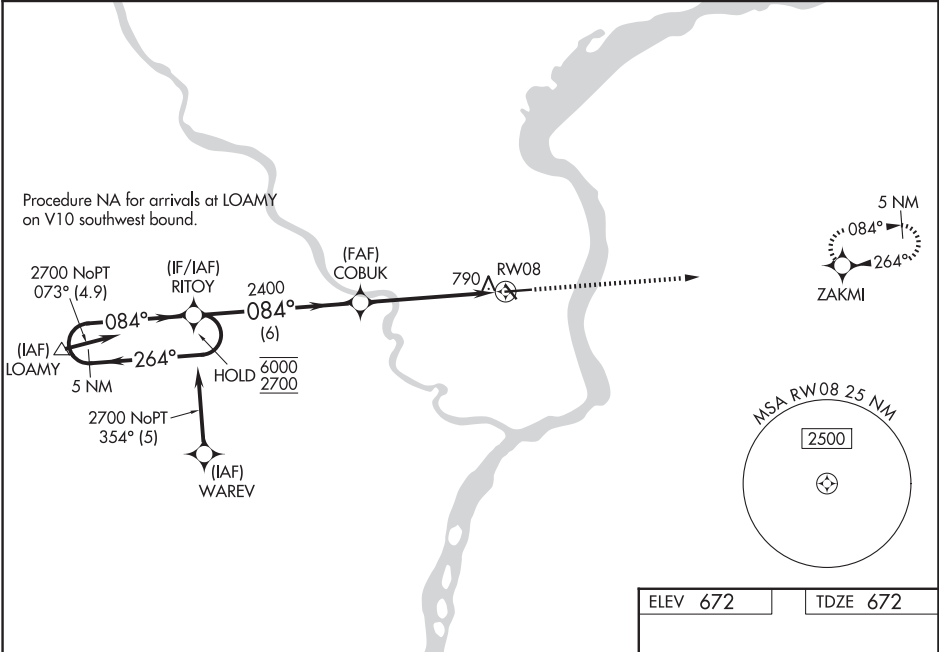 Procedure NA for arrivals at LOAMY
on V10 southwest bound.
5 NM
084°
264°
ZAKMI
(FAF)
COBUK
790
RW08
2700 NoPT
073° (4.9)
(IF/IAF)
RITOY
2400
084°
084°
(6)
(IAF)
LOAMY
264°
5 NM
HOLD
6000
2700
2700 NoPT
354° (5)
(IAF)
WAREV
MSA RW08 25 NM
2500
ELEV 672
TDZE 672